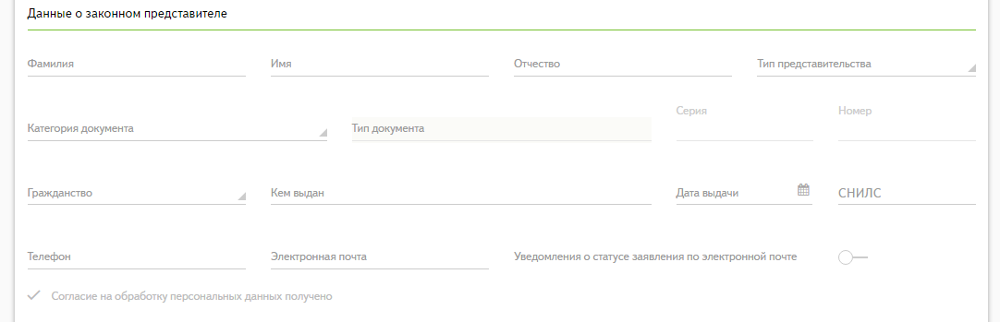 Данные о законном представителе
Фамилия Имя Отчество Тип представительства
Серия Номер
Категория документа Тип документа
Гражданство Кем выдан Дата выдачи СНИЛС
Телефон Электронная почта Уведомления о статусе заявления по электронной почте
Согласие на обработку персональных данных получено